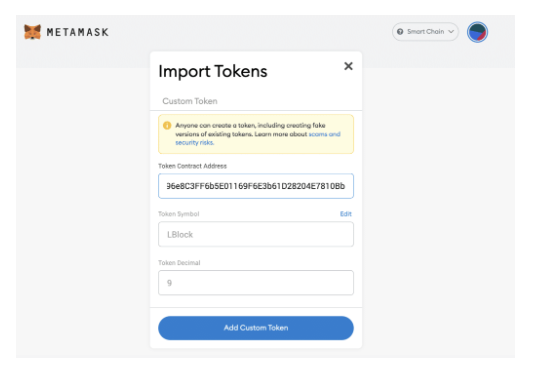 METAMASK
Smart Chain
Import Tokens
Custom Token
Anyone can create a token, including creating fake
versions of existing tokens. Learn more about scams and
security risks.
Token Contract Address
96e8C3FF6b5E01169F6E3b61D28204E7810Bb
Token Symbol
Edit
LBlock
Token Decimal
9
Add Custom Token